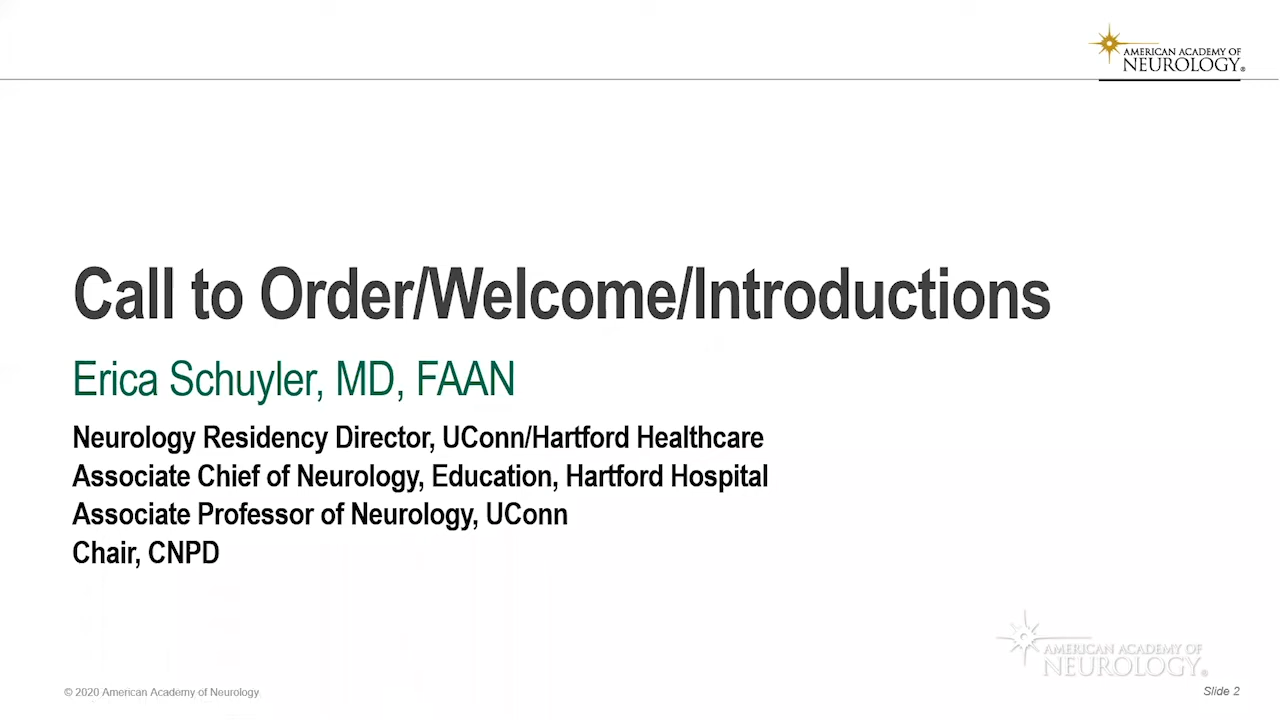 AMERICAN ACADEMY OF
NEUROLOGY®
Call to Order/Welcome/Introductions
Erica Schuyler, MD, FAAN
Neurology Residency Director, UConn/Hartford Healthcare
Associate Chief of Neurology, Education, Hartford Hospital
Associate Professor of Neurology, UConn
Chair, CNPD
AMERICAN ACADEMY OF
NEUROLOGY®
© 2020 American Academy of Neurology
Slide 2